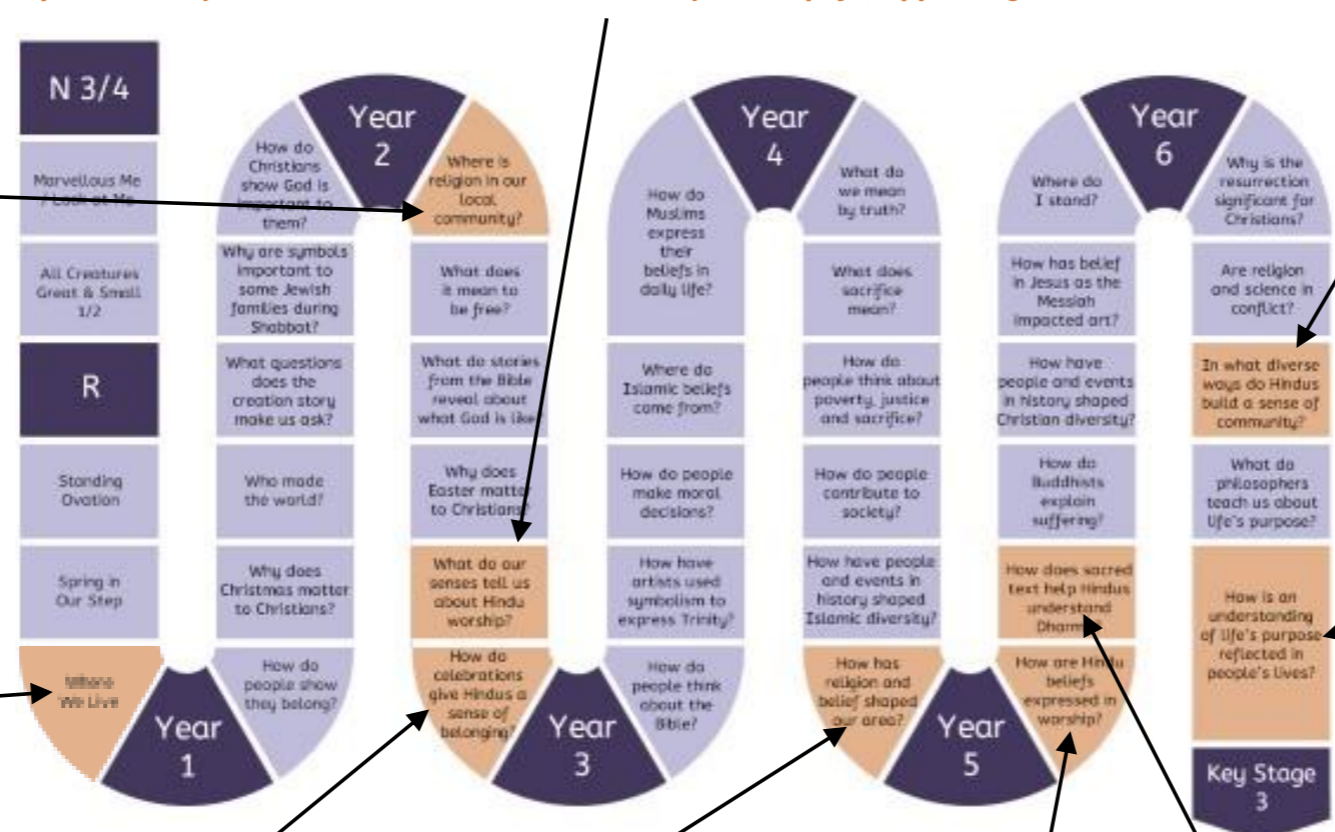 N 3/4
Marvellous Me
/ Look at Me
All Creatures
Great & Small
1/2
R
Standing
Ovation
Spring in
Our Step
Where
We Live
Year
1
How do
people show
they belong?
Why does
Christmas matter
to Christians?
Who made
the world?
What questions
does the
creation story
make us ask?
Why are symbols
important to
some Jewish
families during
Shabbat?
How do
Christians
show God is
important to
them?
Year
2
Where is
religion in our
local
community?
What does
it mean to
be free?
What do stories
from the Bible
reveal about
what God is like?
Why does
Easter matter
to Christians?
What do our
senses tell us
about Hindu
worship?
How do
celebrations
give Hindus a
sense of
belonging?
Year
3
How do
people think
about the
Bible?
How have
artists used
symbolism to
express Trinity?
How do people
make moral
decisions?
Where do
Islamic beliefs
come from?
How do
Muslims
express
their
beliefs in
daily life?
Year
4
What do
we mean
by truth?
What does
sacrifice
mean?
How do
people think about
poverty, justice
and sacrifice?
How do people
contribute to
society?
How have people
and events in
history shaped
Islamic diversity?
How has
religion and
belief shaped
our area?
Year
5
How are Hindu
beliefs
expressed in
worship?
How does sacred
text help Hindus
understand
Dharma?
How do
Buddhists
explain
suffering?
How have
people and events
in history shaped
Christian diversity?
How has belief
in Jesus as the
Messiah
impacted art?
Where do
I stand?
Year
6
Why is the
resurrection
significant for
Christians?
Are religion
and science in
conflict?
In what diverse
ways do Hindus
build a sense of
community?
What do
philosophers
teach us about
life's purpose?
How is an
understanding
of life's purpose
reflected in
people's lives?
Key Stage
3